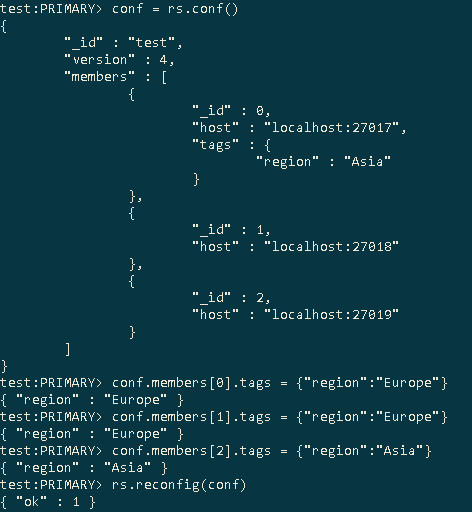 test:PRIMARY> conf = rs.conf()
{
        "_id" : "test",
        "version" : 4,
        "members" : [
                {
                        "_id" : 0,
                        "host" : "localhost:27017",
                        "tags" : {
                                "region" : "Asia"
                        }
                },
                {
                        "_id" : 1,
                        "host" : "localhost:27018"
                },
                {
                        "_id" : 2,
                        "host" : "localhost:27019"
                }
        ]
}
test:PRIMARY> conf.members[0].tags = {"region":"Europe"}
{ "region" : "Europe" }
test:PRIMARY> conf.members[1].tags = {"region":"Europe"}
{ "region" : "Europe" }
test:PRIMARY> conf.members[2].tags = {"region":"Asia"}
{ "region" : "Asia" }
test:PRIMARY> rs.reconfig(conf)
{ "ok" : 1 }